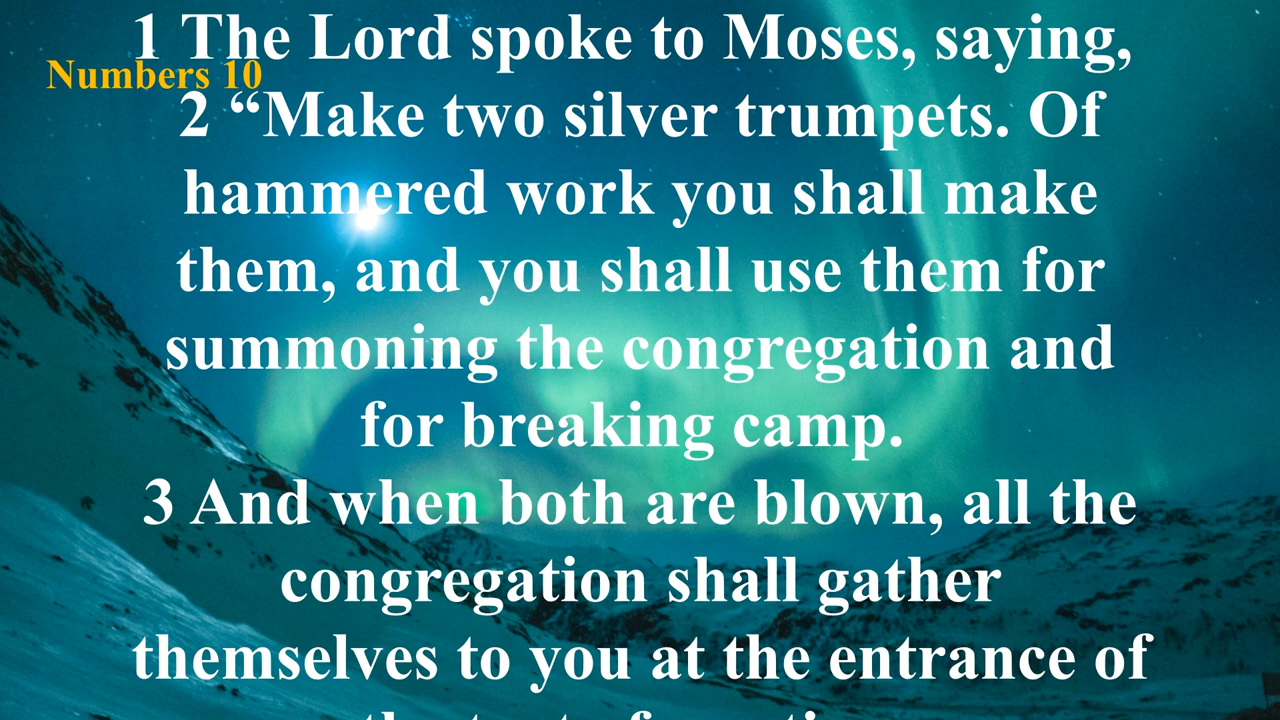 1 The Lord spoke to Moses, saying,
Numbers 10
2 “Make two silver trumpets. Of
hammered work you shall make
them, and you shall use them for
summoning the congregation and
for breaking camp.
3 And when both are blown, all the
congregation shall gather
themselves to you at the entrance of